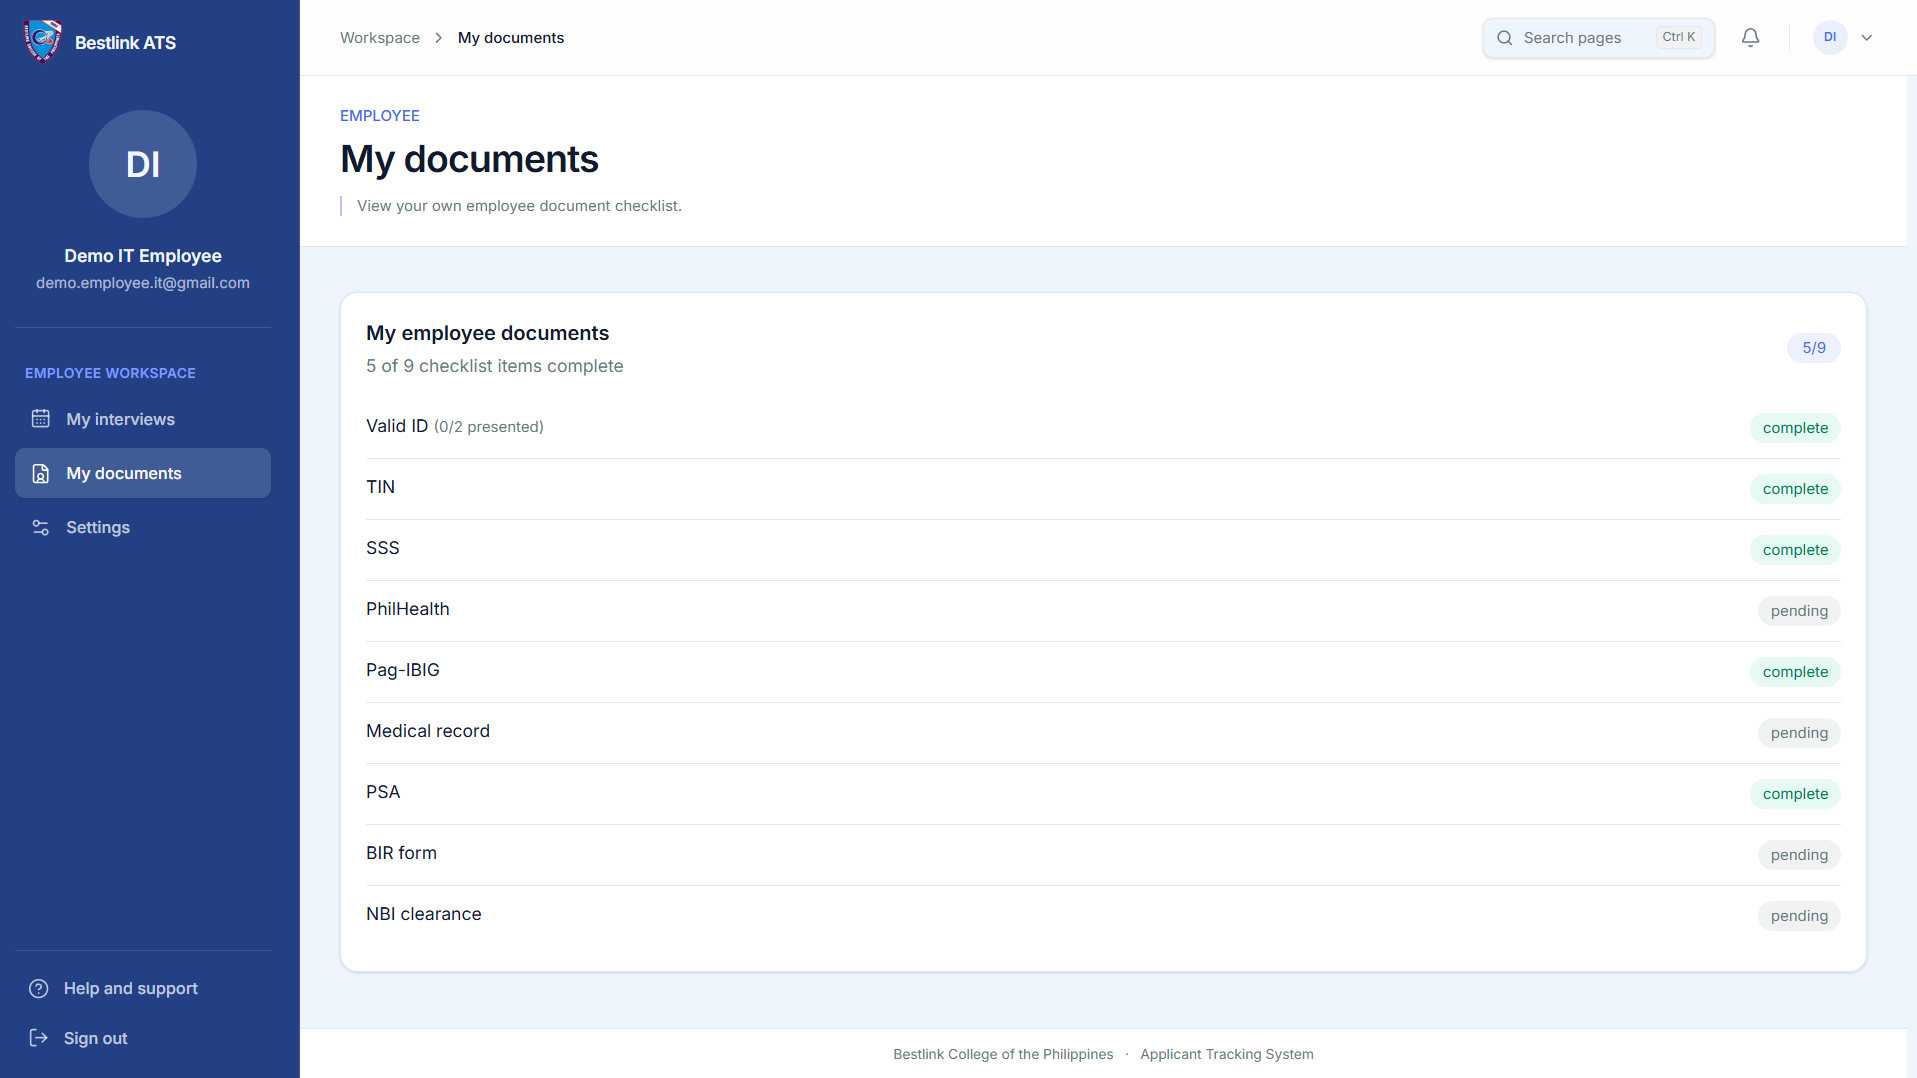 Bestlink ATS
DI
Demo IT Employee
demo.employee.it@gmail.com
EMPLOYEE WORKSPACE
My interviews
My documents
Settings
Help and support
Sign out
Workspace > My documents
Search pages Ctrl K
DI
EMPLOYEE
My documents
View your own employee document checklist.
My employee documents
5 of 9 checklist items complete
5/9
Valid ID (0/2 presented) complete
TIN complete
SSS complete
PhilHealth pending
Pag-IBIG complete
Medical record pending
PSA complete
BIR form pending
NBI clearance pending
Bestlink College of the Philippines · Applicant Tracking System